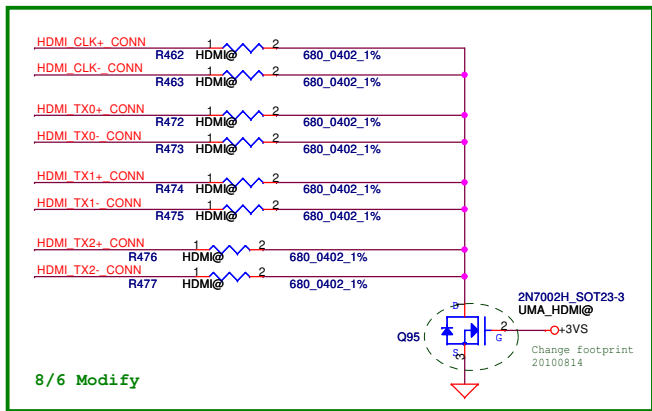 HDMI_CLK+_CONN 1 2
R462 HDMI@ 680_0402_1%
HDMI_CLK-_CONN 1 2
R463 HDMI@ 680_0402_1%
HDMI_TX0+_CONN 1 2
R472 HDMI@ 680_0402_1%
HDMI_TX0-_CONN 1 2
R473 HDMI@ 680_0402_1%
HDMI_TX1+_CONN 1 2
R474 HDMI@ 680_0402_1%
HDMI_TX1-_CONN 1 2
R475 HDMI@ 680_0402_1%
HDMI_TX2+_CONN 1 2
R476 HDMI@ 680_0402_1%
HDMI_TX2-_CONN 1 2
R477 HDMI@ 680_0402_1%
2N7002H_SOT23-3
UMA_HDMI@
D
Q95 2 +3VS
G
S 3
Change footprint
20100814
8/6 Modify